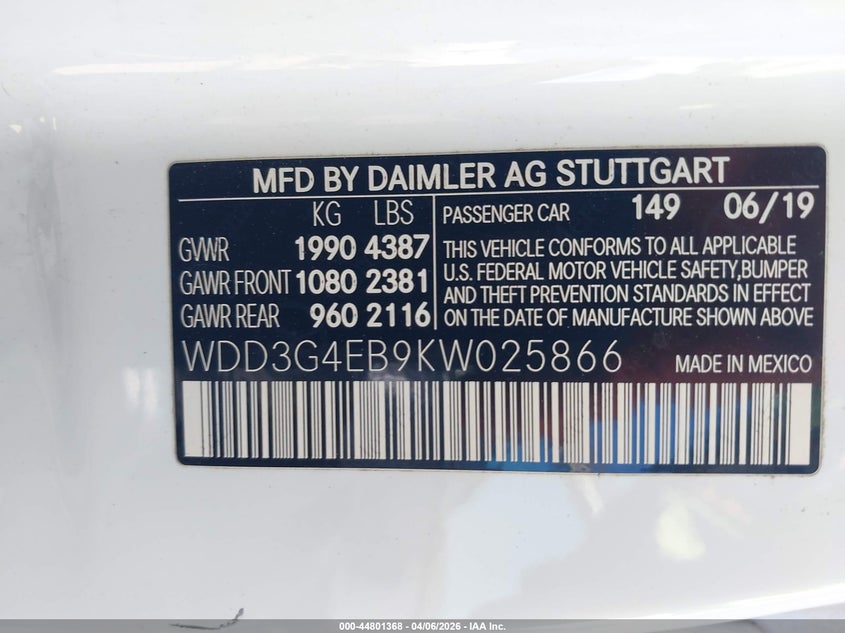 MFD BY DAIMLER AG STUTTGART
KG LBS
GVWR 1990 4387
GAWR FRONT 1080 2381
GAWR REAR 960 2116
PASSENGER CAR 149 06/19
THIS VEHICLE CONFORMS TO ALL APPLICABLE
U.S. FEDERAL MOTOR VEHICLE SAFETY,BUMPER
AND THEFT PREVENTION STANDARDS IN EFFECT
ON THE DATE OF MANUFACTURE SHOWN ABOVE
WDD3G4EB9KW025866 MADE IN MEXICO
000-44801368 - 04/06/2026 - IAA Inc.